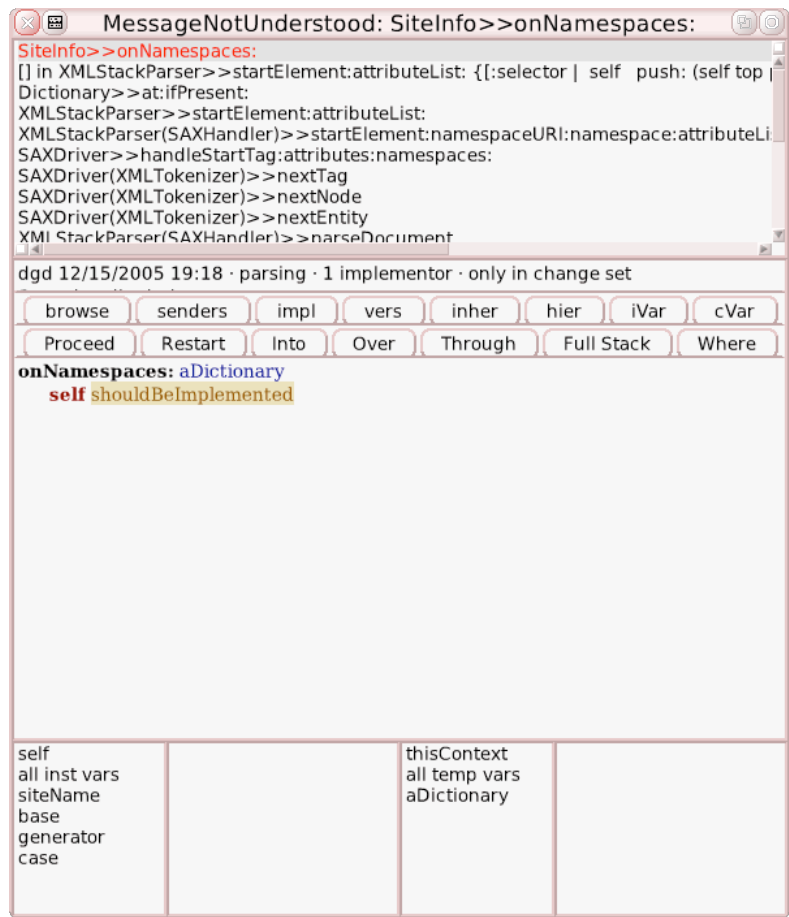 MessageNotUnderstood: SiteInfo>>onNamespaces:
SiteInfo>>onNamespaces:
[] in XMLStackParser>>startElement:attributeList: {[:selector | self push: (self top
Dictionary>>at:ifPresent:
XMLStackParser>>startElement:attributeList:
XMLStackParser(SAXHandler)>>startElement:namespaceURI:namespace:attributeLi
SAXDriver>>handleStartTag:attributes:namespaces:
SAXDriver(XMLTokenizer)>>nextTag
SAXDriver(XMLTokenizer)>>nextNode
SAXDriver(XMLTokenizer)>>nextEntity
XMLStackParser(SAXHandler)>>parseDocument
dgd 12/15/2005 19:18 · parsing · 1 implementor · only in change set
browse senders impl vers inher hier iVar cVar
Proceed Restart Into Over Through Full Stack Where
onNamespaces: aDictionary
self shouldBeImplemented
self
all inst vars
siteName
base
generator
case
thisContext
all temp vars
aDictionary